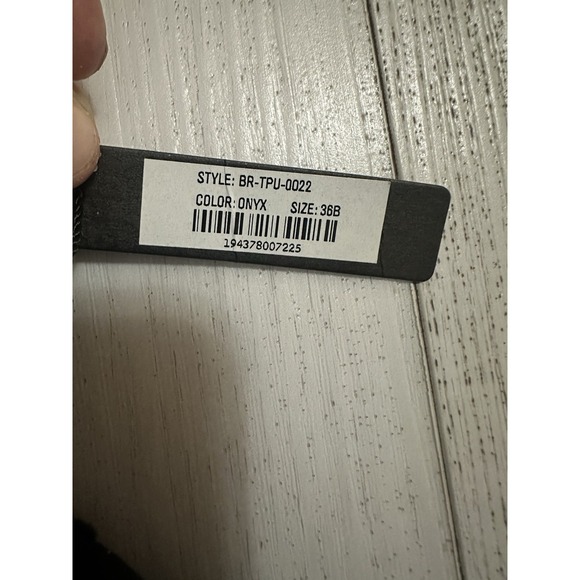 STYLE: BR-TPU-0022
COLOR: ONYX SIZE: 36B
194378007225